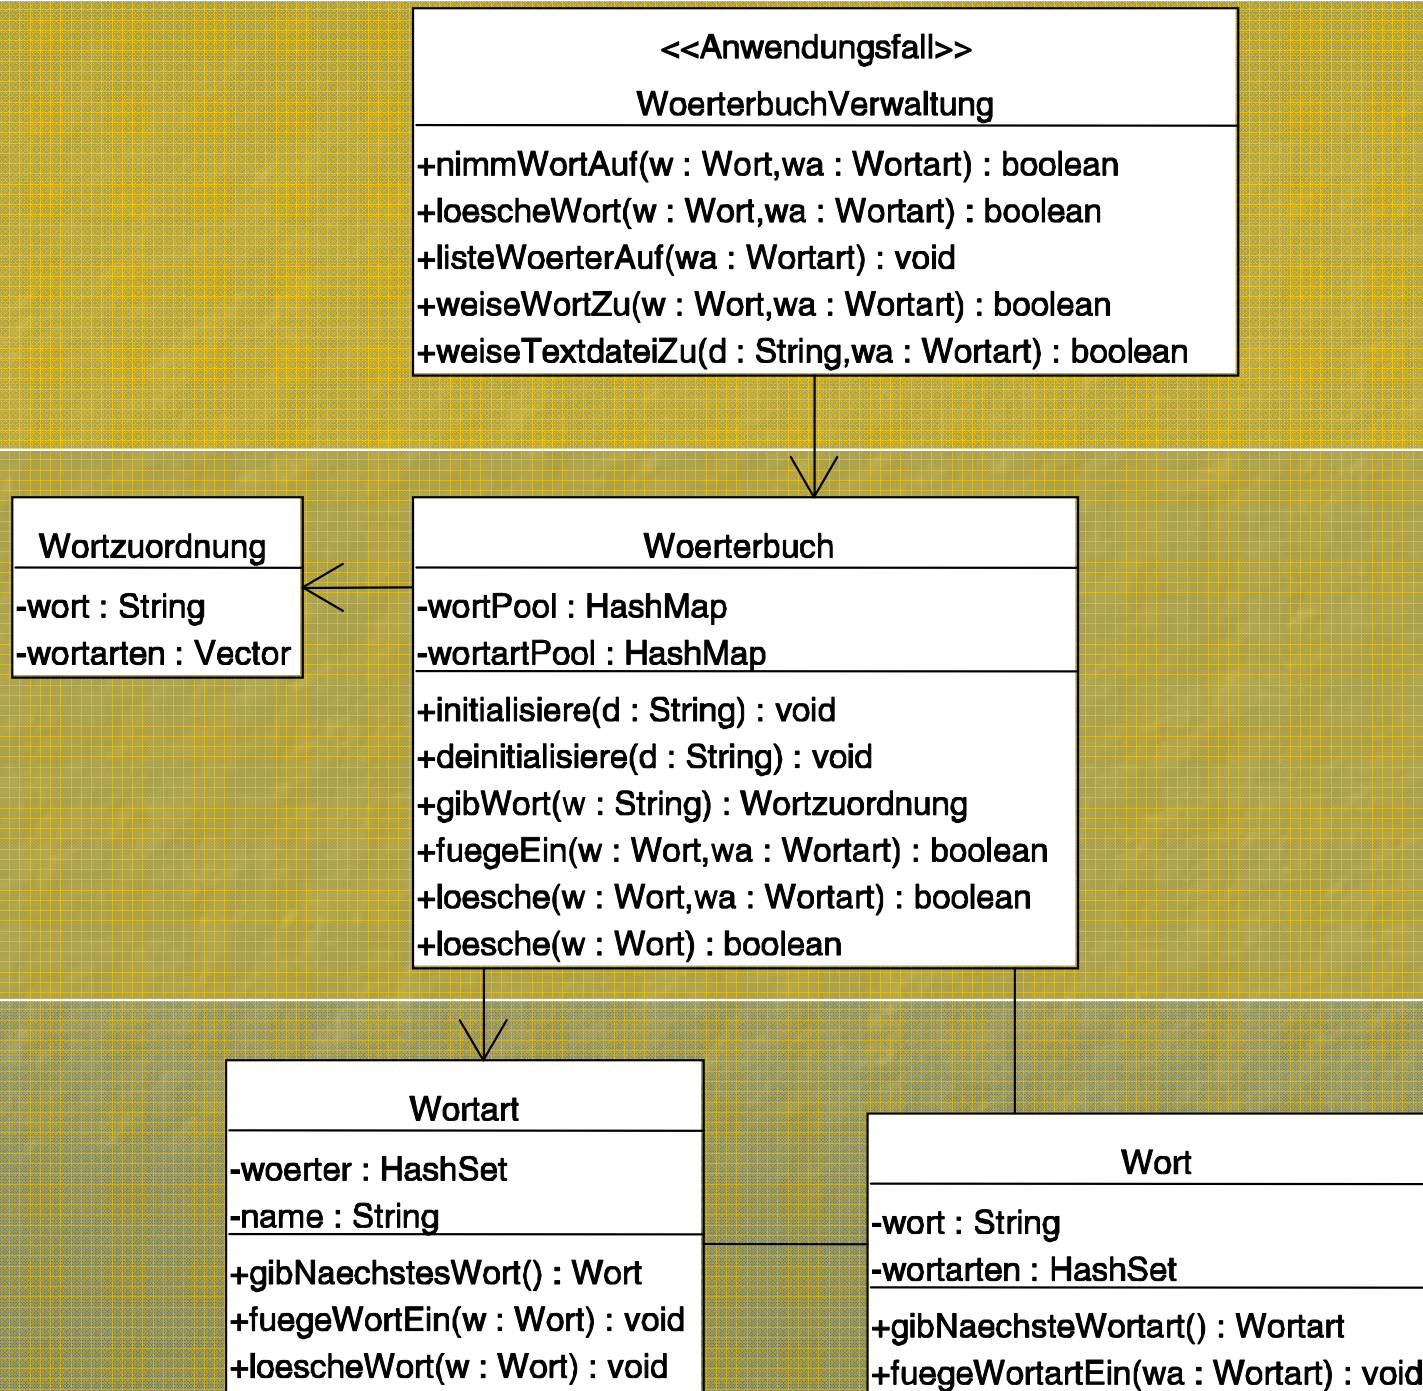 <<Anwendungsfall>>
WoerterbuchVerwaltung
+nimmWortAuf(w : Wort,wa : Wortart) : boolean
+loescheWort(w : Wort,wa : Wortart) : boolean
+listeWoerterAuf(wa : Wortart) : void
+weiseWortZu(w : Wort,wa : Wortart) : boolean
+weiseTextdateiZu(d : String,wa : Wortart) : boolean
Wortzuordnung
-wort : String
-wortarten : Vector
Woerterbuch
-wortPool : HashMap
-wortartPool : HashMap
+initialisiere(d : String) : void
+deinitialisiere(d : String) : void
+gibWort(w : String) : Wortzuordnung
+fuegeEin(w : Wort,wa : Wortart) : boolean
+loesche(w : Wort,wa : Wortart) : boolean
+loesche(w : Wort) : boolean
Wortart
-woerter : HashSet
-name : String
+gibNaechstesWort() : Wort
+fuegeWortEin(w : Wort) : void
+loescheWort(w : Wort) : void
Wort
-wort : String
-wortarten : HashSet
+gibNaechsteWortart() : Wortart
+fuegeWortartEin(wa : Wortart) : void